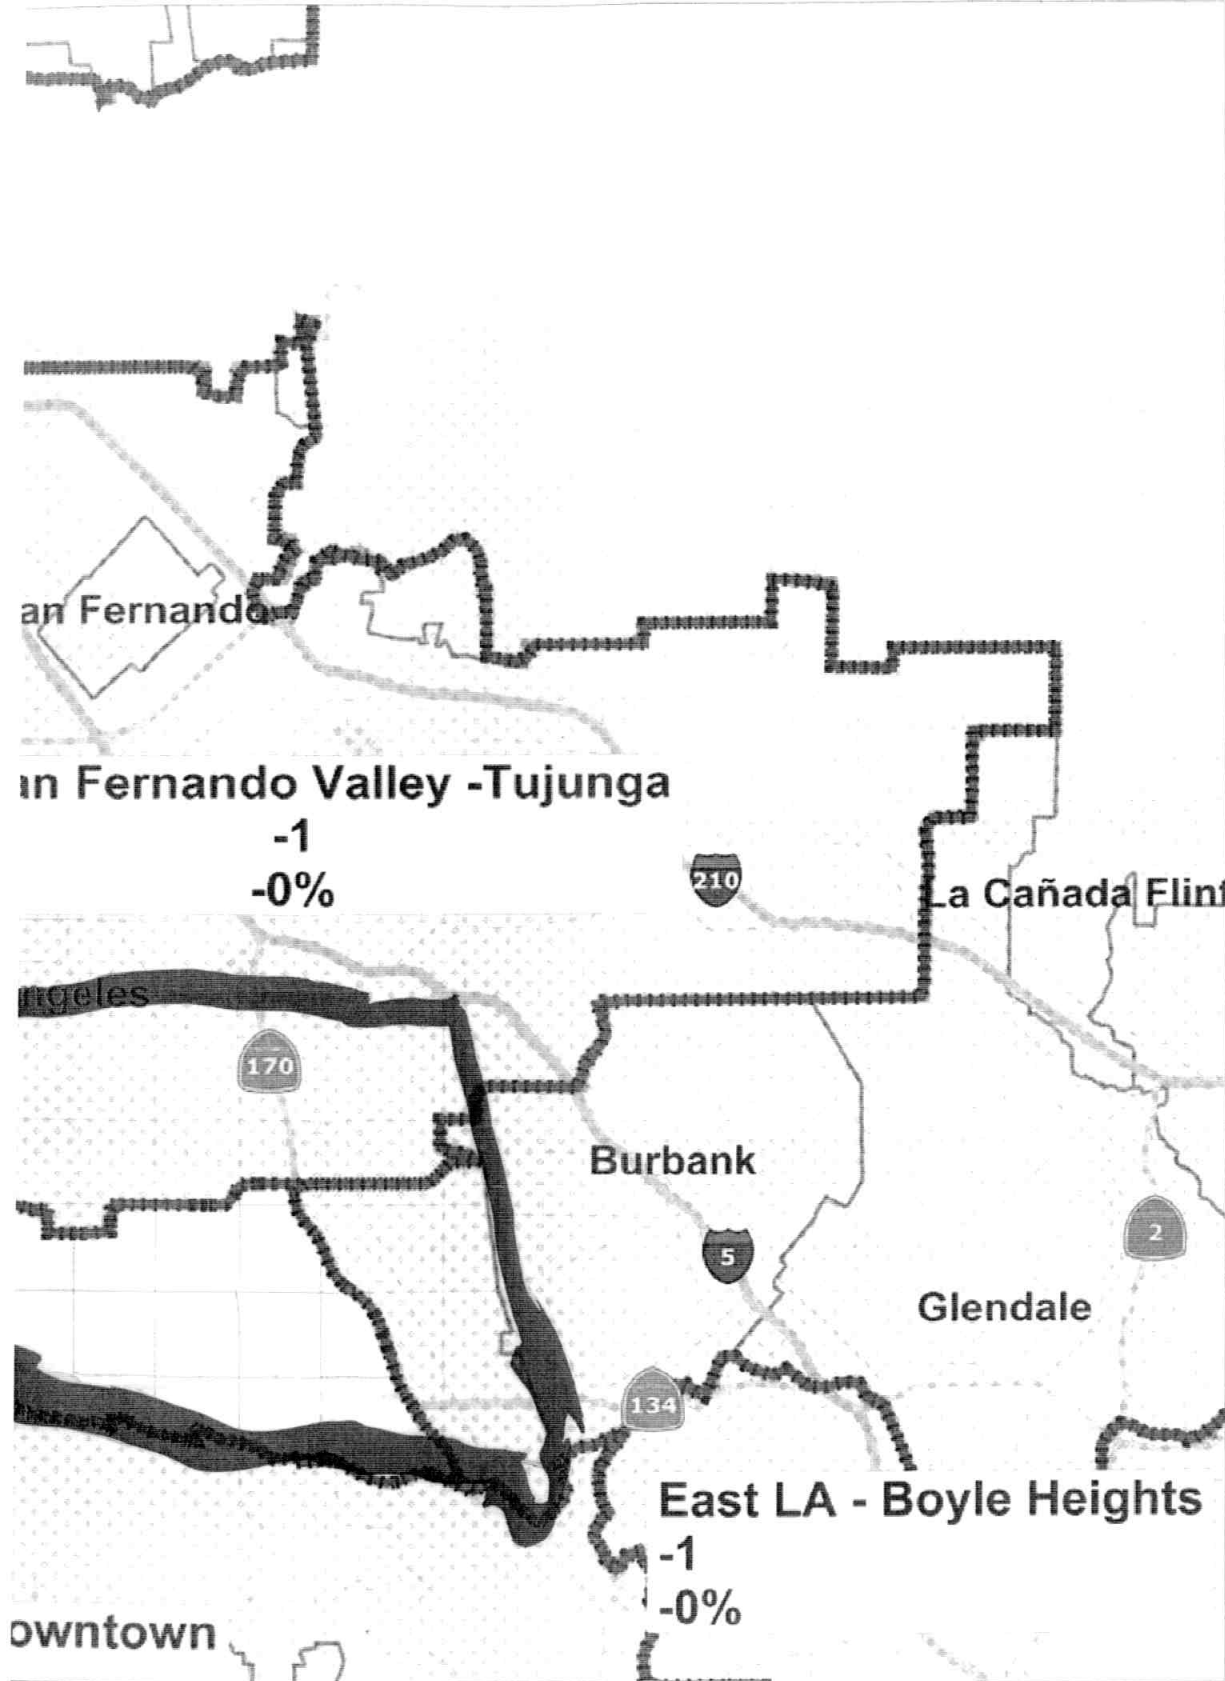 an Fernando
an Fernando Valley -Tujunga
-1
-0%
210
La Cañada Flint
ngeles
170
Burbank
5
2
Glendale
134
East LA - Boyle Heights
-1
-0%
owntown